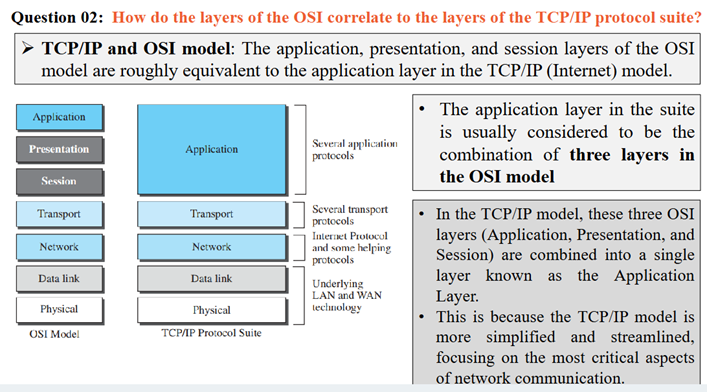 Question 02: How do the layers of the OSI correlate to the layers of the TCP/IP protocol suite?
➢ TCP/IP and OSI model: The application, presentation, and session layers of the OSI
model are roughly equivalent to the application layer in the TCP/IP (Internet) model.
Application
Presentation
Session
Transport
Network
Data link
Physical
OSI Model
Application
Transport
Network
Data link
Physical
TCP/IP Protocol Suite
Several application
protocols
Several transport
protocols
Internet Protocol
and some helping
protocols
Underlying
LAN and WAN
technology
• The application layer in the suite
is usually considered to be the
combination of three layers in
the OSI model
• In the TCP/IP model, these three OSI
layers (Application, Presentation, and
Session) are combined into a single
layer known as the Application
Layer.
• This is because the TCP/IP model is
more simplified and streamlined,
focusing on the most critical aspects
of network communication.